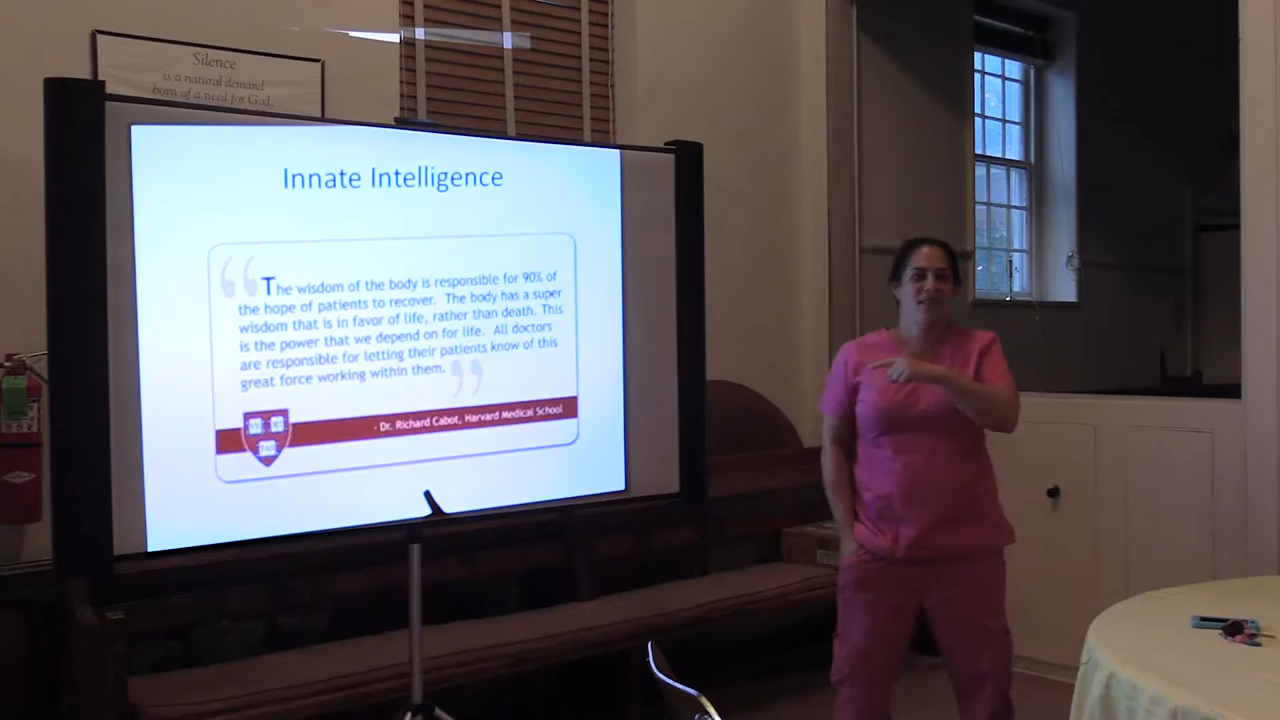 Silence
is a natural demand
born of a need for God.
Innate Intelligence
“The wisdom of the body is responsible for 90% of
the hope of patients to recover. The body has a super
wisdom that is in favor of life, rather than death. This
is the power that we depend on for life. All doctors
are responsible for letting their patients know of this
great force working within them.”
- Dr. Richard Cabot, Harvard Medical School